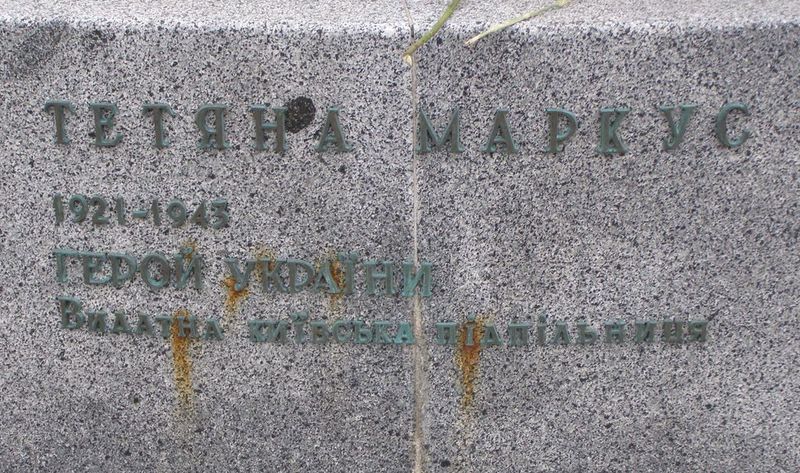 ТЕТЯНА МАРКУС
1921-1943
ГЕРОЙ УКРАЇНИ
Видатна київська підпільниця